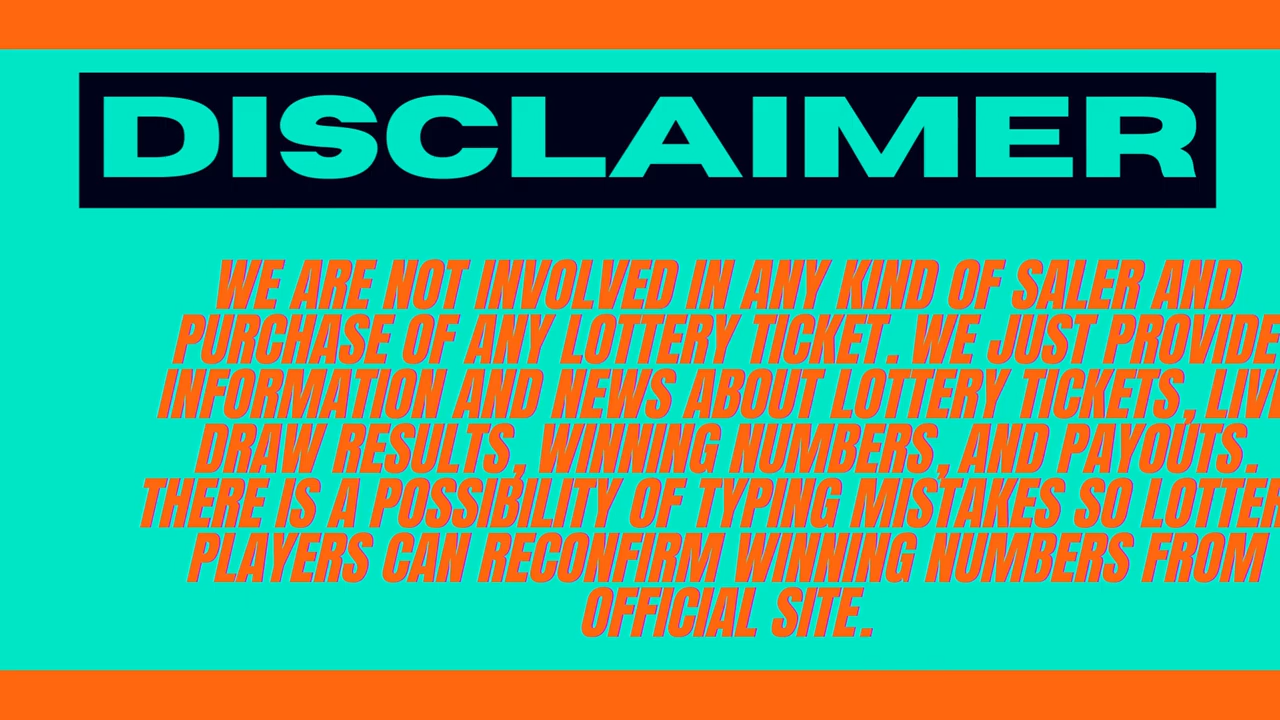 DISCLAIMER
WE ARE NOT INVOLVED IN ANY KIND OF SALER AND
PURCHASE OF ANY LOTTERY TICKET. WE JUST PROVIDE
INFORMATION AND NEWS ABOUT LOTTERY TICKETS, LIV
DRAW RESULTS, WINNING NUMBERS, AND PAYOUTS.
THERE IS A POSSIBILITY OF TYPING MISTAKES SO LOTTER
PLAYERS CAN RECONFIRM WINNING NUMBERS FROM
OFFICIAL SITE.